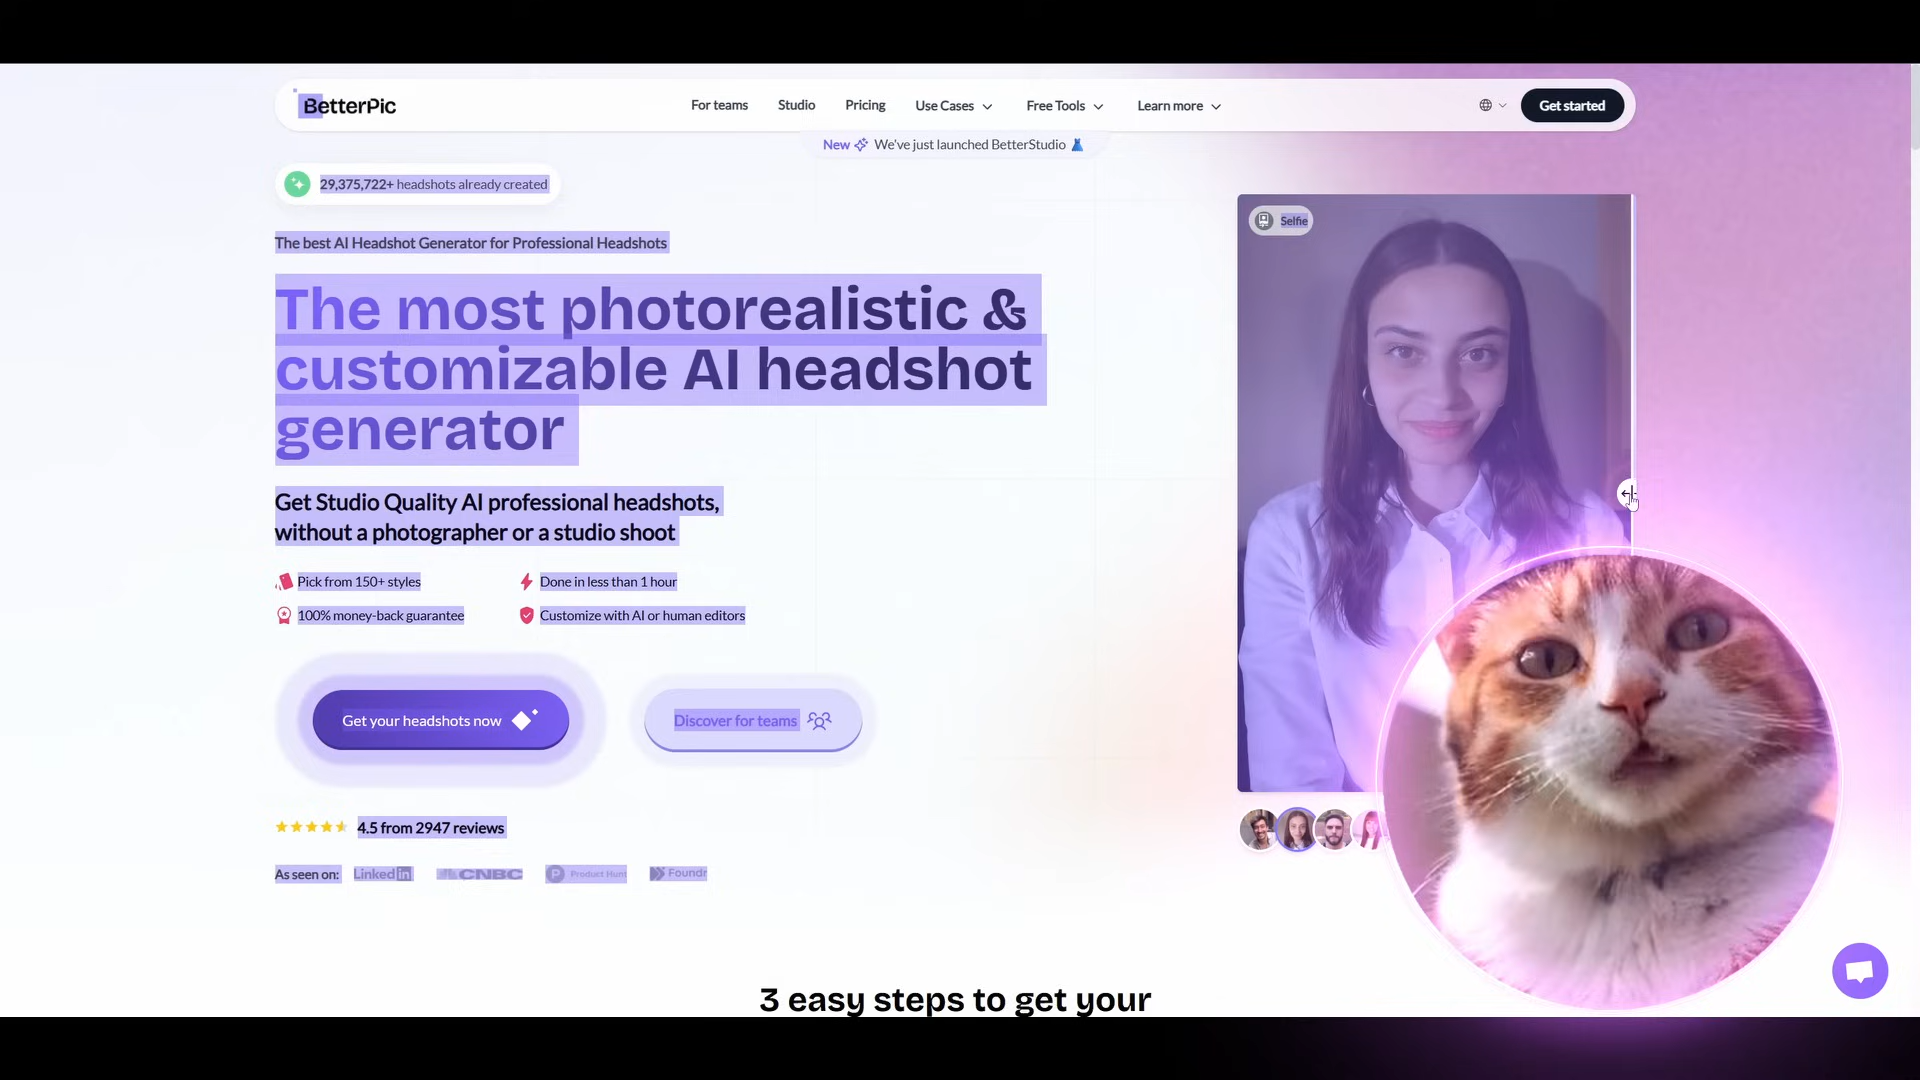 BetterPic
For teams
Studio
Pricing
Use Cases
Free Tools
Learn more
Get started
New We've just launched BetterStudio
29,375,722+ headshots already created
The best AI Headshot Generator for Professional Headshots
The most photorealistic &
customizable AI headshot
generator
Get Studio Quality AI professional headshots,
without a photographer or a studio shoot
Pick from 150+ styles
Done in less than 1 hour
100% money-back guarantee
Customize with AI or human editors
Get your headshots now
Discover for teams
4.5 from 2947 reviews
As seen on: LinkedIn CNBC Product Hunt Foundr
Selfie
3 easy steps to get your